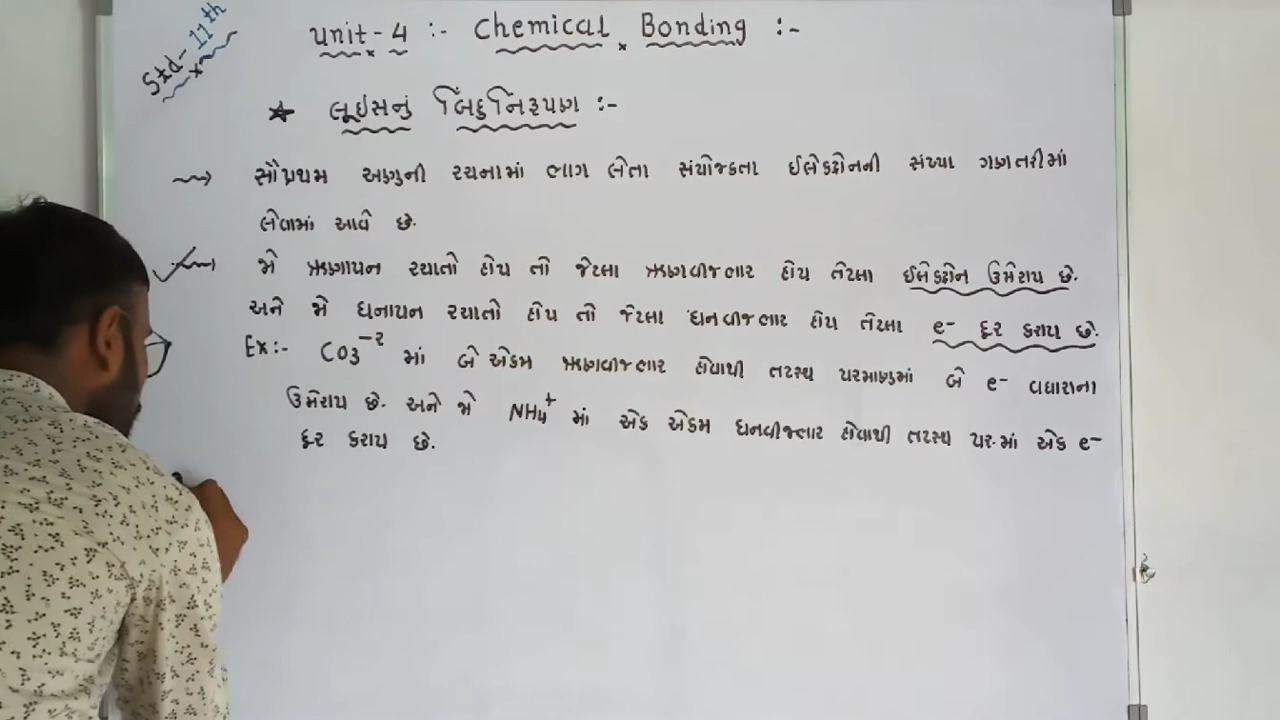 Std- 11th
Unit - 4 :- Chemical Bonding :-
લૂઇસનું બિંદુનિરૂપણ :-
સૌપ્રથમ અણુની રચનામાં ભાગ લેતા સંયોજકતા ઈલેક્ટ્રોનની સંખ્યા ગણતરીમાં
લેવામાં આવે છે.
જો ઋણાયન રચાતો હોય તો જેટલા ઋણવીજભાર હોય તેટલા ઈલેક્ટ્રોન ઉમેરાય છે.
અને જો ધનાયન રચાતો હોય તો જેટલા ધનવીજભાર હોય તેટલા e- દૂર કરાય છે.
Ex:- CO3⁻² માં બે એકમ ઋણવીજભાર હોવાથી તટસ્થ પરમાણુમાં બે e- વધારાના
ઉમેરાય છે. અને જો NH4⁺ માં એક એકમ ધનવીજભાર હોવાથી તટસ્થ પર.માં એક e-
દૂર કરાય છે.